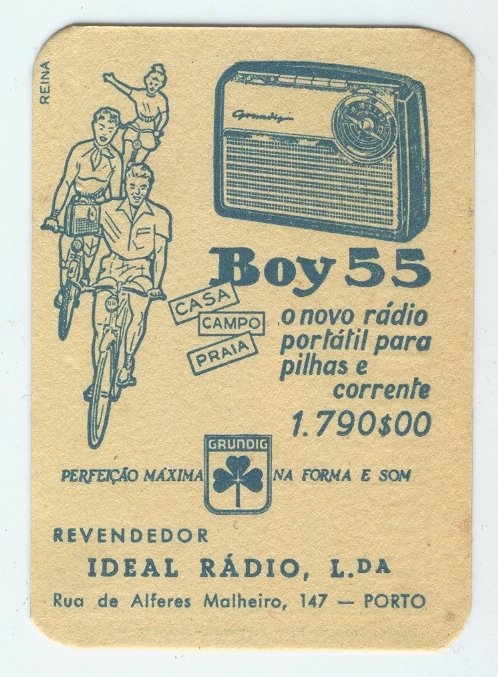 REINA
Grundig
Boy 55
CASA
CAMPO
PRAIA
o novo rádio
portátil para
pilhas e
corrente
1.790$00
GRUNDIG
PERFEIÇÃO MÁXIMA NA FORMA E SOM
REVENDEDOR
IDEAL RÁDIO, L.DA
Rua de Alferes Malheiro, 147 — PORTO